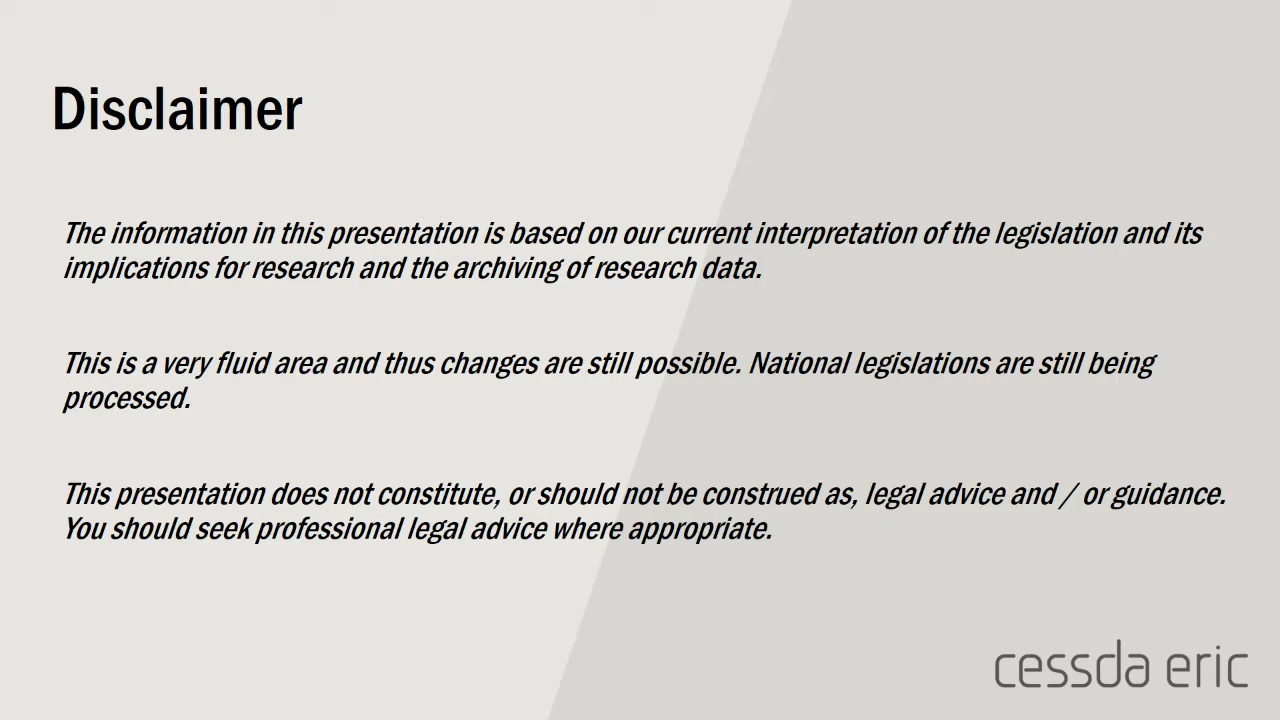 Disclaimer
The information in this presentation is based on our current interpretation of the legislation and its
implications for research and the archiving of research data.
This is a very fluid area and thus changes are still possible. National legislations are still being
processed.
This presentation does not constitute, or should not be construed as, legal advice and / or guidance.
You should seek professional legal advice where appropriate.
cessda eric